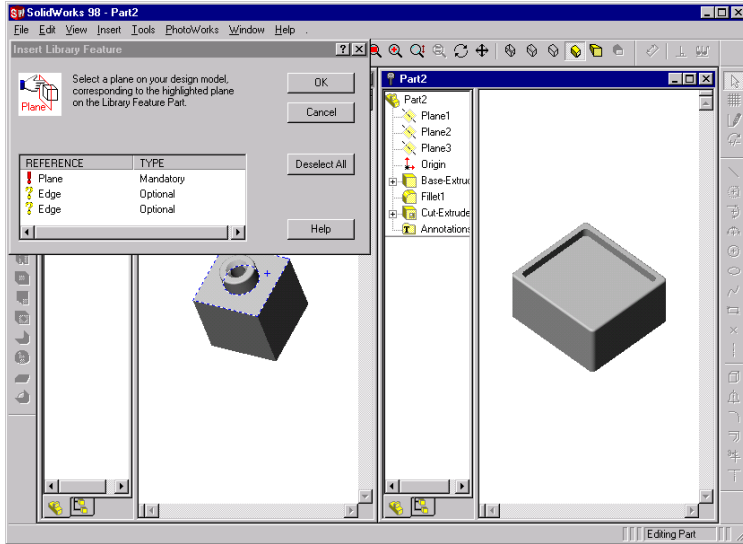 SolidWorks 98 - Part2
File Edit View Insert Tools PhotoWorks Window Help .
Insert Library Feature
Plane
Select a plane on your design model,
corresponding to the highlighted plane
on the Library Feature Part.
OK
Cancel
Deselect All
Help
REFERENCE TYPE
Plane Mandatory
Edge Optional
Edge Optional
Part2
Part2
Plane1
Plane2
Plane3
Origin
Base-Extru
Fillet1
Cut-Extrude
Annotations
Editing Part